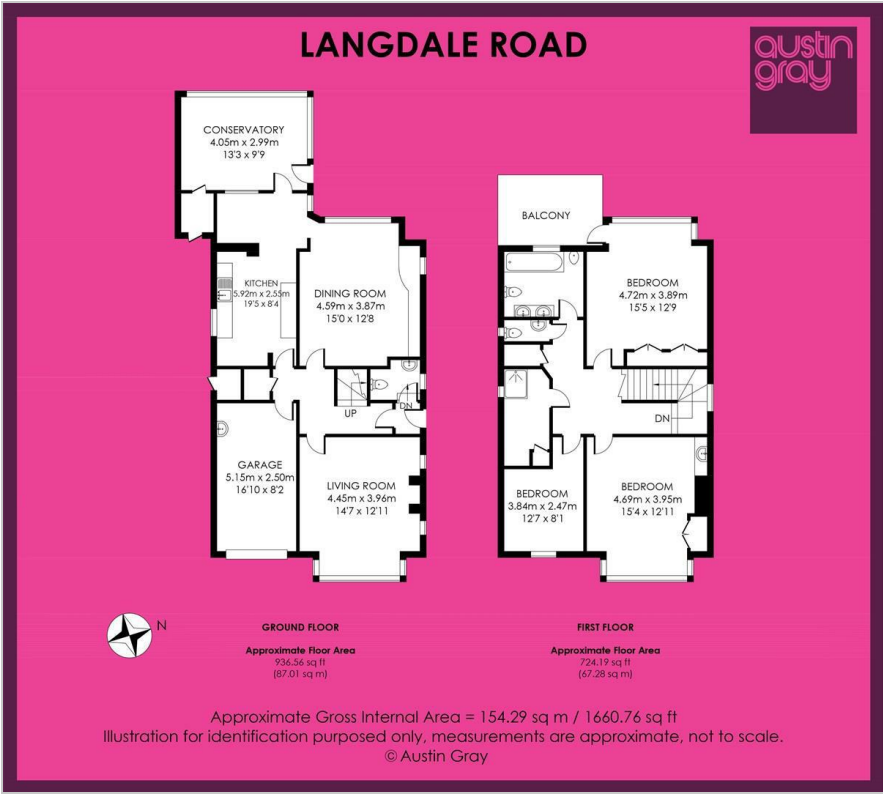 LANGDALE ROAD
austin
gray
CONSERVATORY
4.05m x 2.99m
13'3 x 9'9
KITCHEN
5.92m x 2.55m
19'5 x 8'4
DINING ROOM
4.59m x 3.87m
15'0 x 12'8
UP
DN
GARAGE
5.15m x 2.50m
16'10 x 8'2
LIVING ROOM
4.45m x 3.96m
14'7 x 12'11
BALCONY
BEDROOM
4.72m x 3.89m
15'5 x 12'9
DN
BEDROOM
3.84m x 2.47m
12'7 x 8'1
BEDROOM
4.69m x 3.95m
15'4 x 12'11
N
GROUND FLOOR
Approximate Floor Area
936.56 sq ft
(87.01 sq m)
FIRST FLOOR
Approximate Floor Area
724.19 sq ft
(67.28 sq m)
Approximate Gross Internal Area = 154.29 sq m / 1660.76 sq ft
Illustration for identification purposed only, measurements are approximate, not to scale.
© Austin Gray